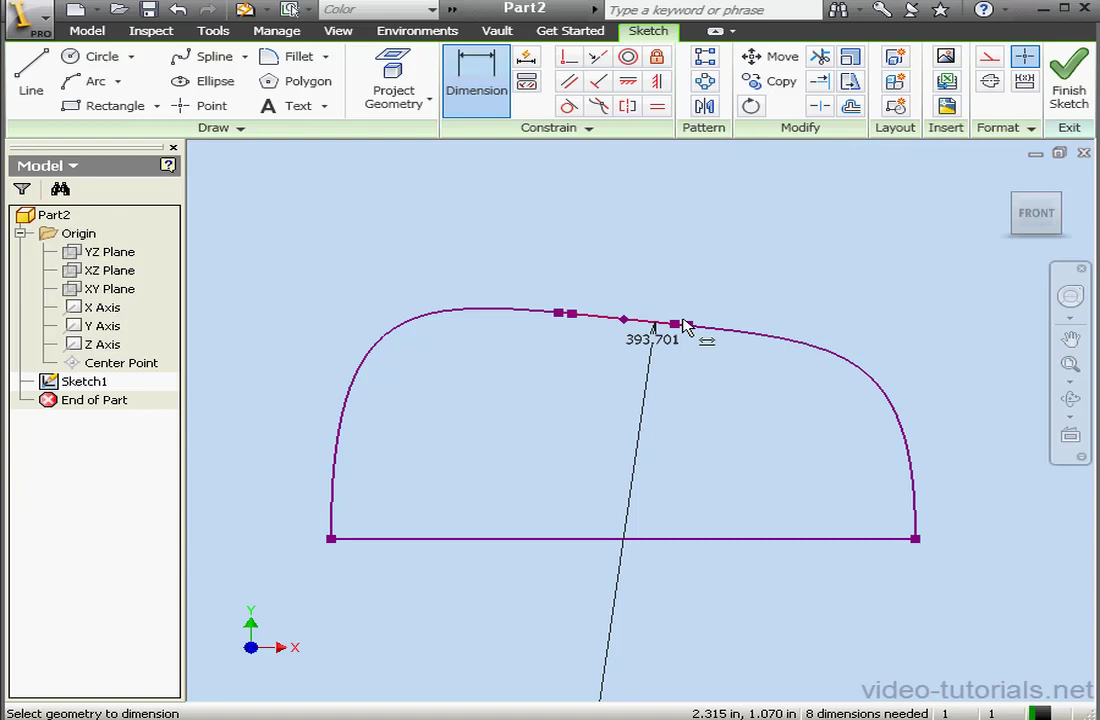 PRO
Color
Part2
Type a keyword or phrase
Model Inspect Tools Manage View Environments Vault Get Started Sketch
Line
Circle
Arc
Rectangle
Spline
Ellipse
Point
Fillet
Polygon
A Text
Project
Geometry
Dimension
Move
Copy
Finish
Sketch
Draw
Constrain
Pattern
Modify
Layout
Insert
Format
Exit
Model
Part2
Origin
YZ Plane
XZ Plane
XY Plane
X Axis
Y Axis
Z Axis
Center Point
Sketch1
End of Part
FRONT
393.701
Y
X
video-tutorials.net
Select geometry to dimension
2.315 in, 1.070 in 8 dimensions needed 1 1